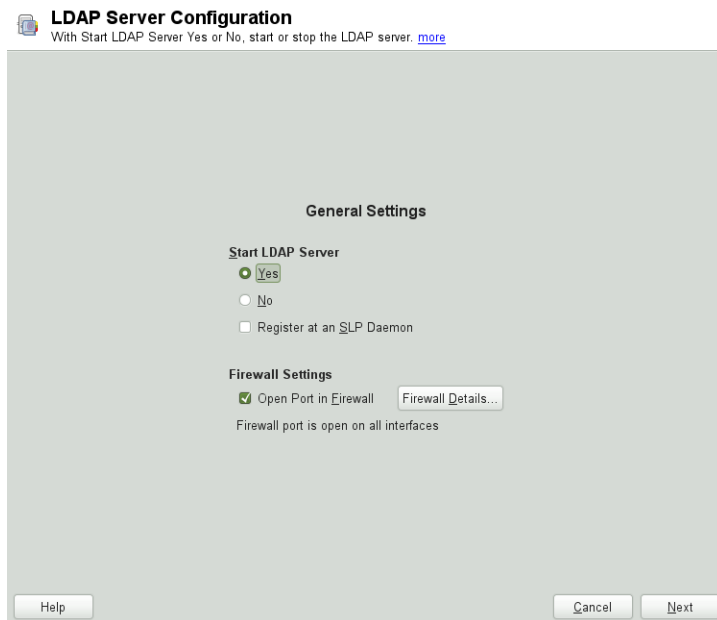 LDAP Server Configuration
With Start LDAP Server Yes or No, start or stop the LDAP server. more
General Settings
Start LDAP Server
Yes
No
Register at an SLP Daemon
Firewall Settings
Open Port in Firewall Firewall Details...
Firewall port is open on all interfaces
Help Cancel Next